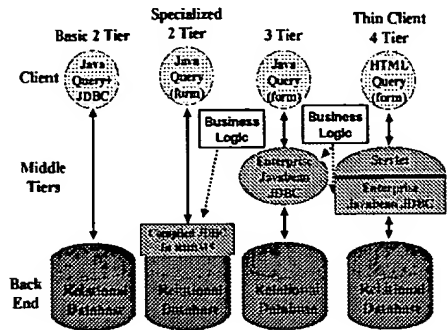 Specialized
Thin Client
Basic 2 Tier
2 Tier
3 Tier
4 Tier
Client
Java
Query+
JDBC
Java
Query
(form)
Java
Query
(form)
HTML
Query
(form)
Business
Logic
Business
Logic
Middle
Tiers
Enterprise
Javabean
JDBC
Servlet
Enterprise
Javabean, JDBC
Compiled JDBC
Back
End
Relational
Database
Relational
Database
Relational
Database
Relational
Database